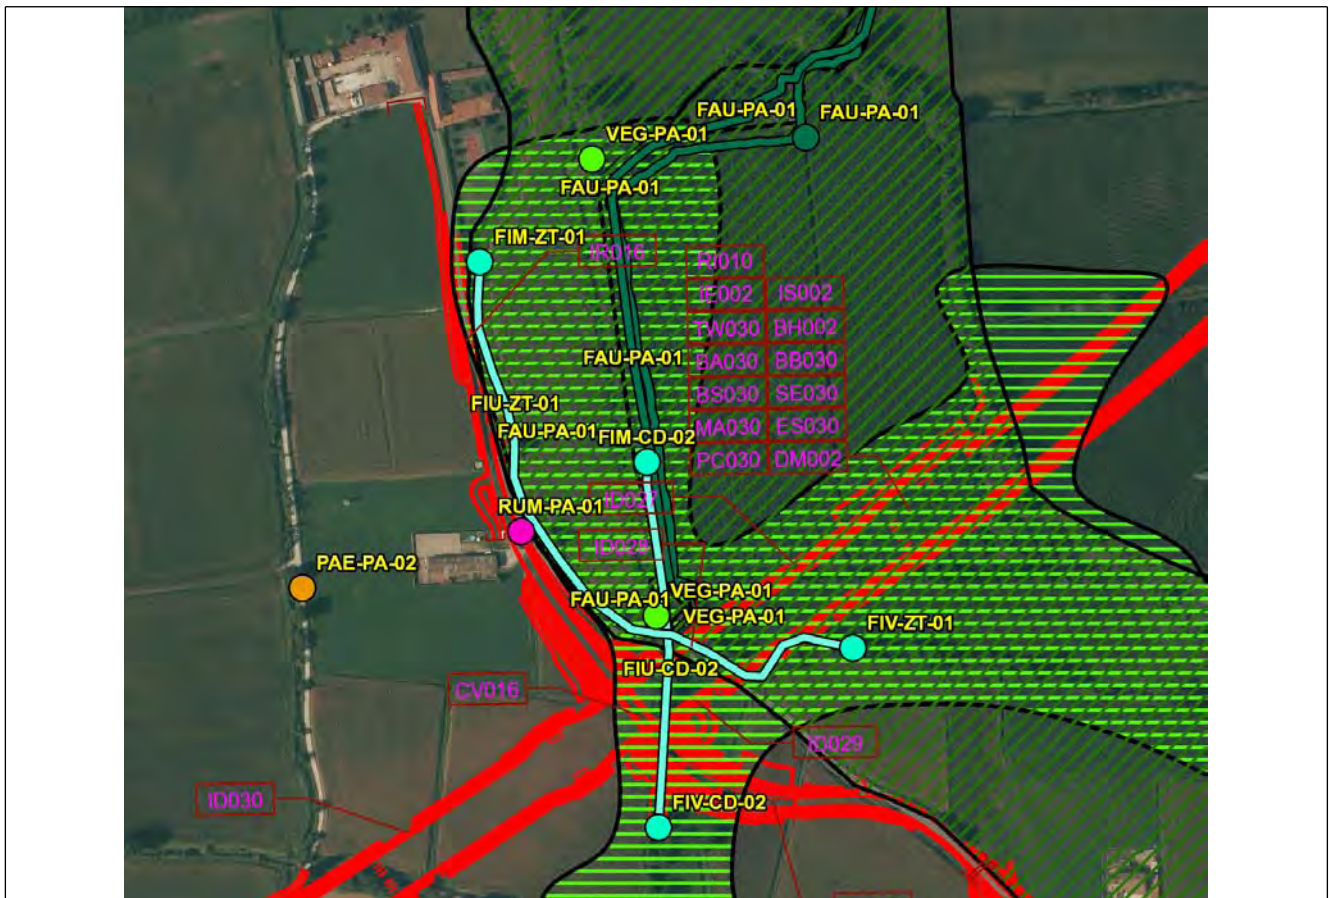 FAU-PA-01 FAU-PA-01
VEG-PA-01
FAU-PA-01
FIM-ZT-01
IR016
RI010
IE002 IS002
TW030 BH002
FAU-PA-01 BA030 BB030
BS030 SE030
FIU-ZT-01
FAU-PA-01 FIM-CD-02 MA030 ES030
PC030 DM002
RUM-PA-01 ID027
ID028
PAE-PA-02
FAU-PA-01 VEG-PA-01
VEG-PA-01
FIV-ZT-01
FIU-CD-02
CV016
ID029
ID030
FIV-CD-02